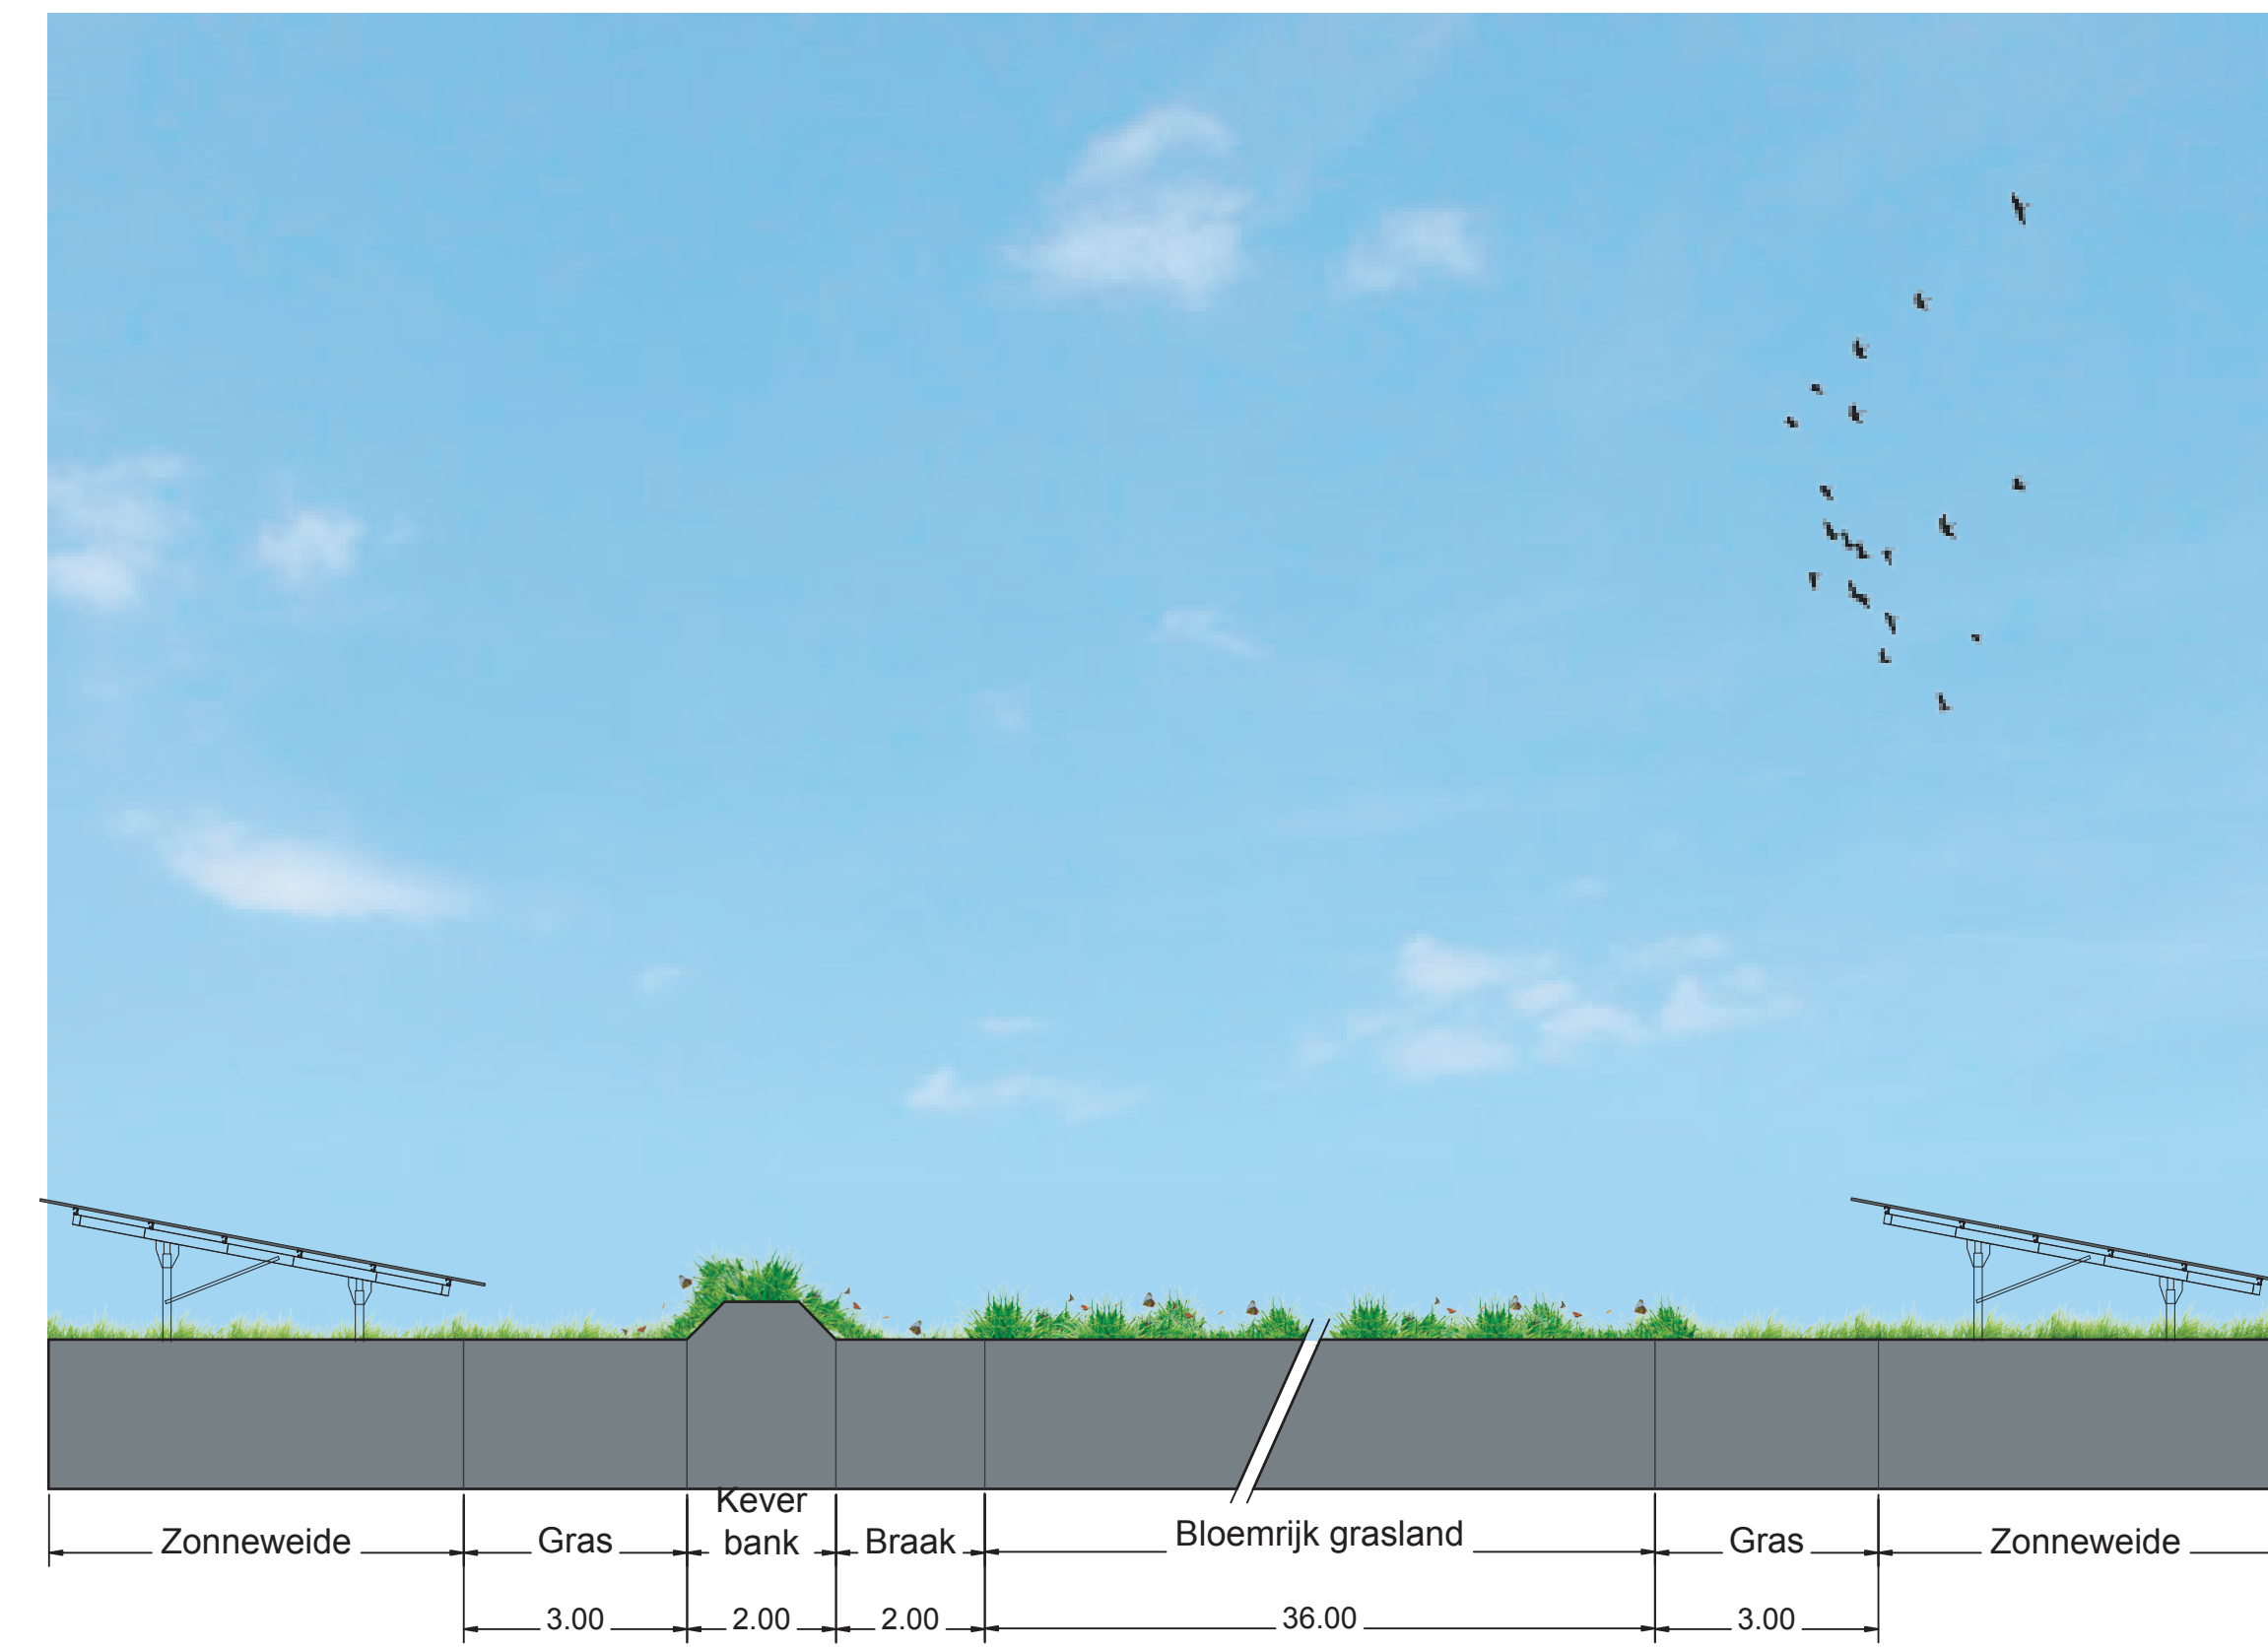 Zonneweide
Gras
Kever
bank
Braak
Bloemrijk grasland
Gras
Zonneweide
3.00
2.00
2.00
36.00
3.00